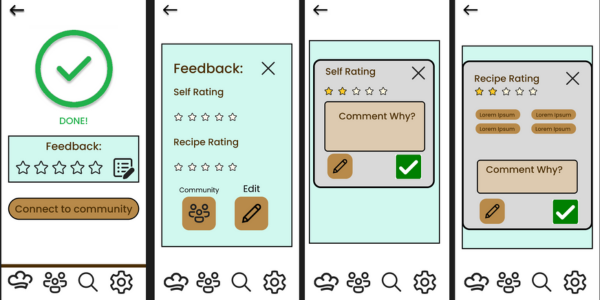 DONE!
Feedback:
Connect to community
Feedback:
Self Rating
Recipe Rating
Community
Edit
Self Rating
Comment Why?
Recipe Rating
Lorem Ipsum
Lorem Ipsum
Lorem Ipsum
Lorem Ipsum
Comment Why?